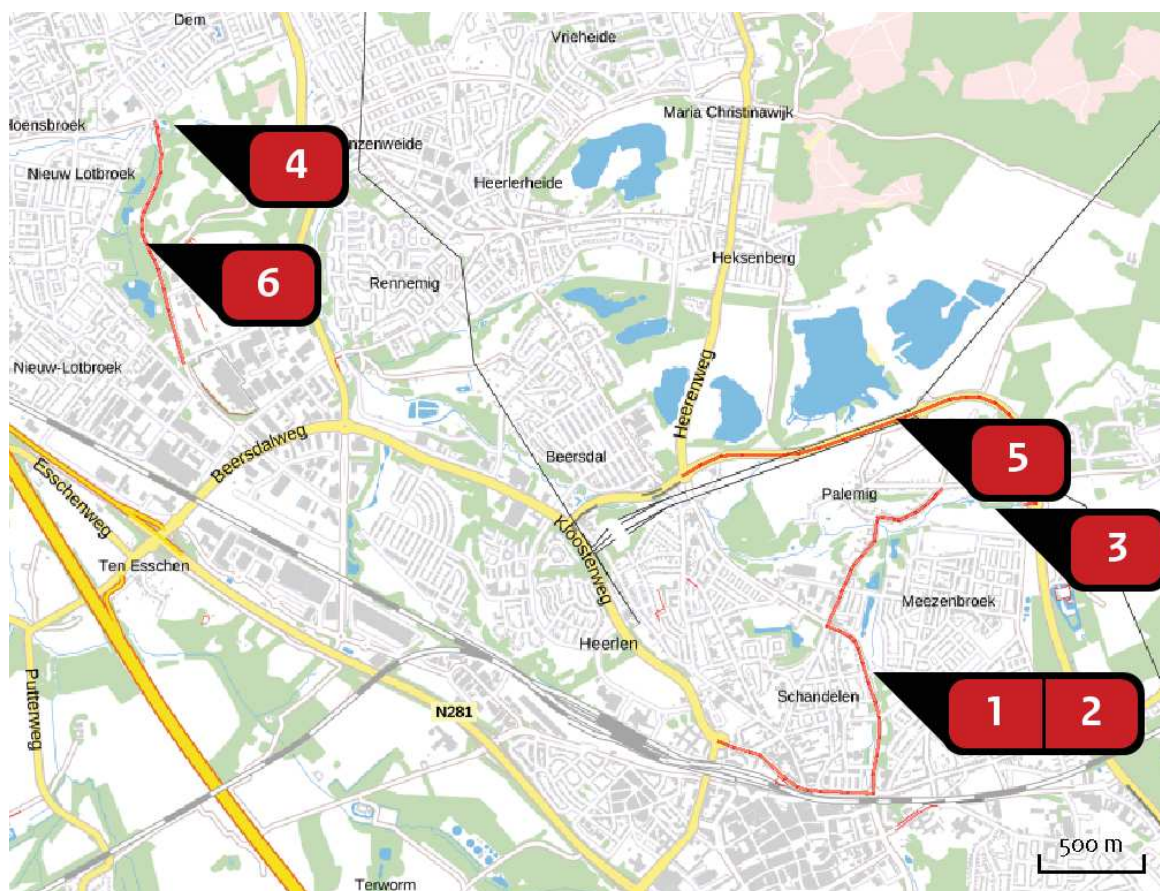 Dem
Vrieheide
Maria Christinawijk
Hoensbroek
4
nzenweide
Nieuw Lotbroek
Heerlerheide
Heksenberg
6
Rennemig
Nieuw-Lotbroek
Heerenweg
Beersdalweg
Beersdal
5
Esschenweg
Palemig
Kloosterweg
3
Ten Esschen
Meezenbroek
Heerlen
Putterweg
Schandelen
1 2
N281
500 m
Terworm